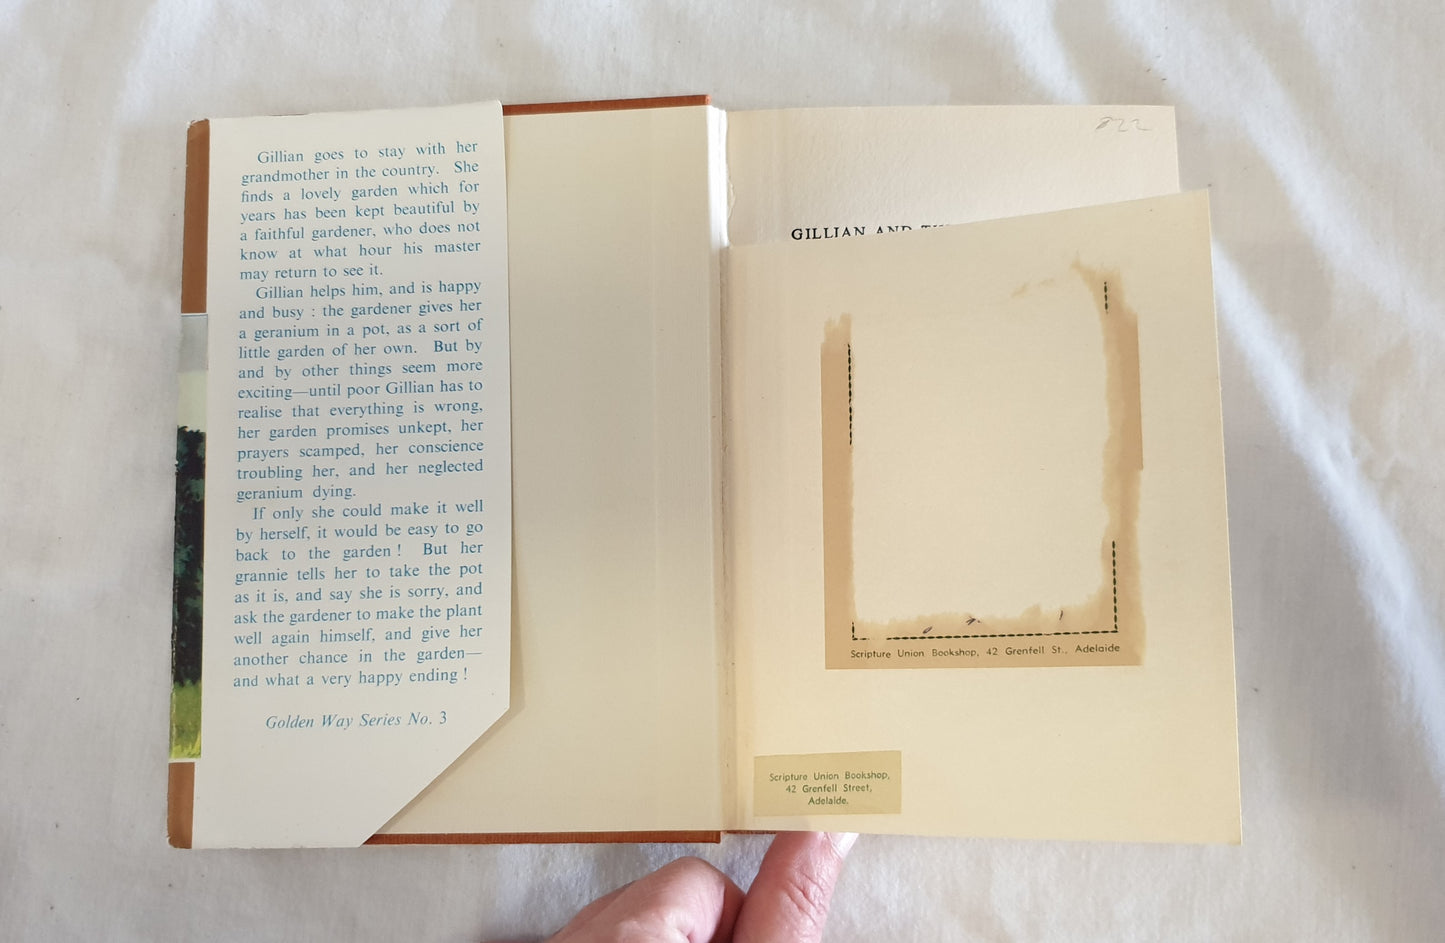 Gillian goes to stay with her
grandmother in the country. She
finds a lovely garden which for
years has been kept beautiful by
a faithful gardener, who does not
know at what hour his master
may return to see it.
Gillian helps him, and is happy
and busy : the gardener gives her
a geranium in a pot, as a sort of
little garden of her own. But by
and by other things seem more
exciting—until poor Gillian has to
realise that everything is wrong,
her garden promises unkept, her
prayers scamped, her conscience
troubling her, and her neglected
geranium dying.
If only she could make it well
by herself, it would be easy to go
back to the garden ! But her
grannie tells her to take the pot
as it is, and say she is sorry, and
ask the gardener to make the plant
well again himself, and give her
another chance in the garden—
and what a very happy ending !
Golden Way Series No. 3
GILLIAN AND
Scripture Union Bookshop, 42 Grenfell St., Adelaide
Scripture Union Bookshop,
42 Grenfell Street,
Adelaide.